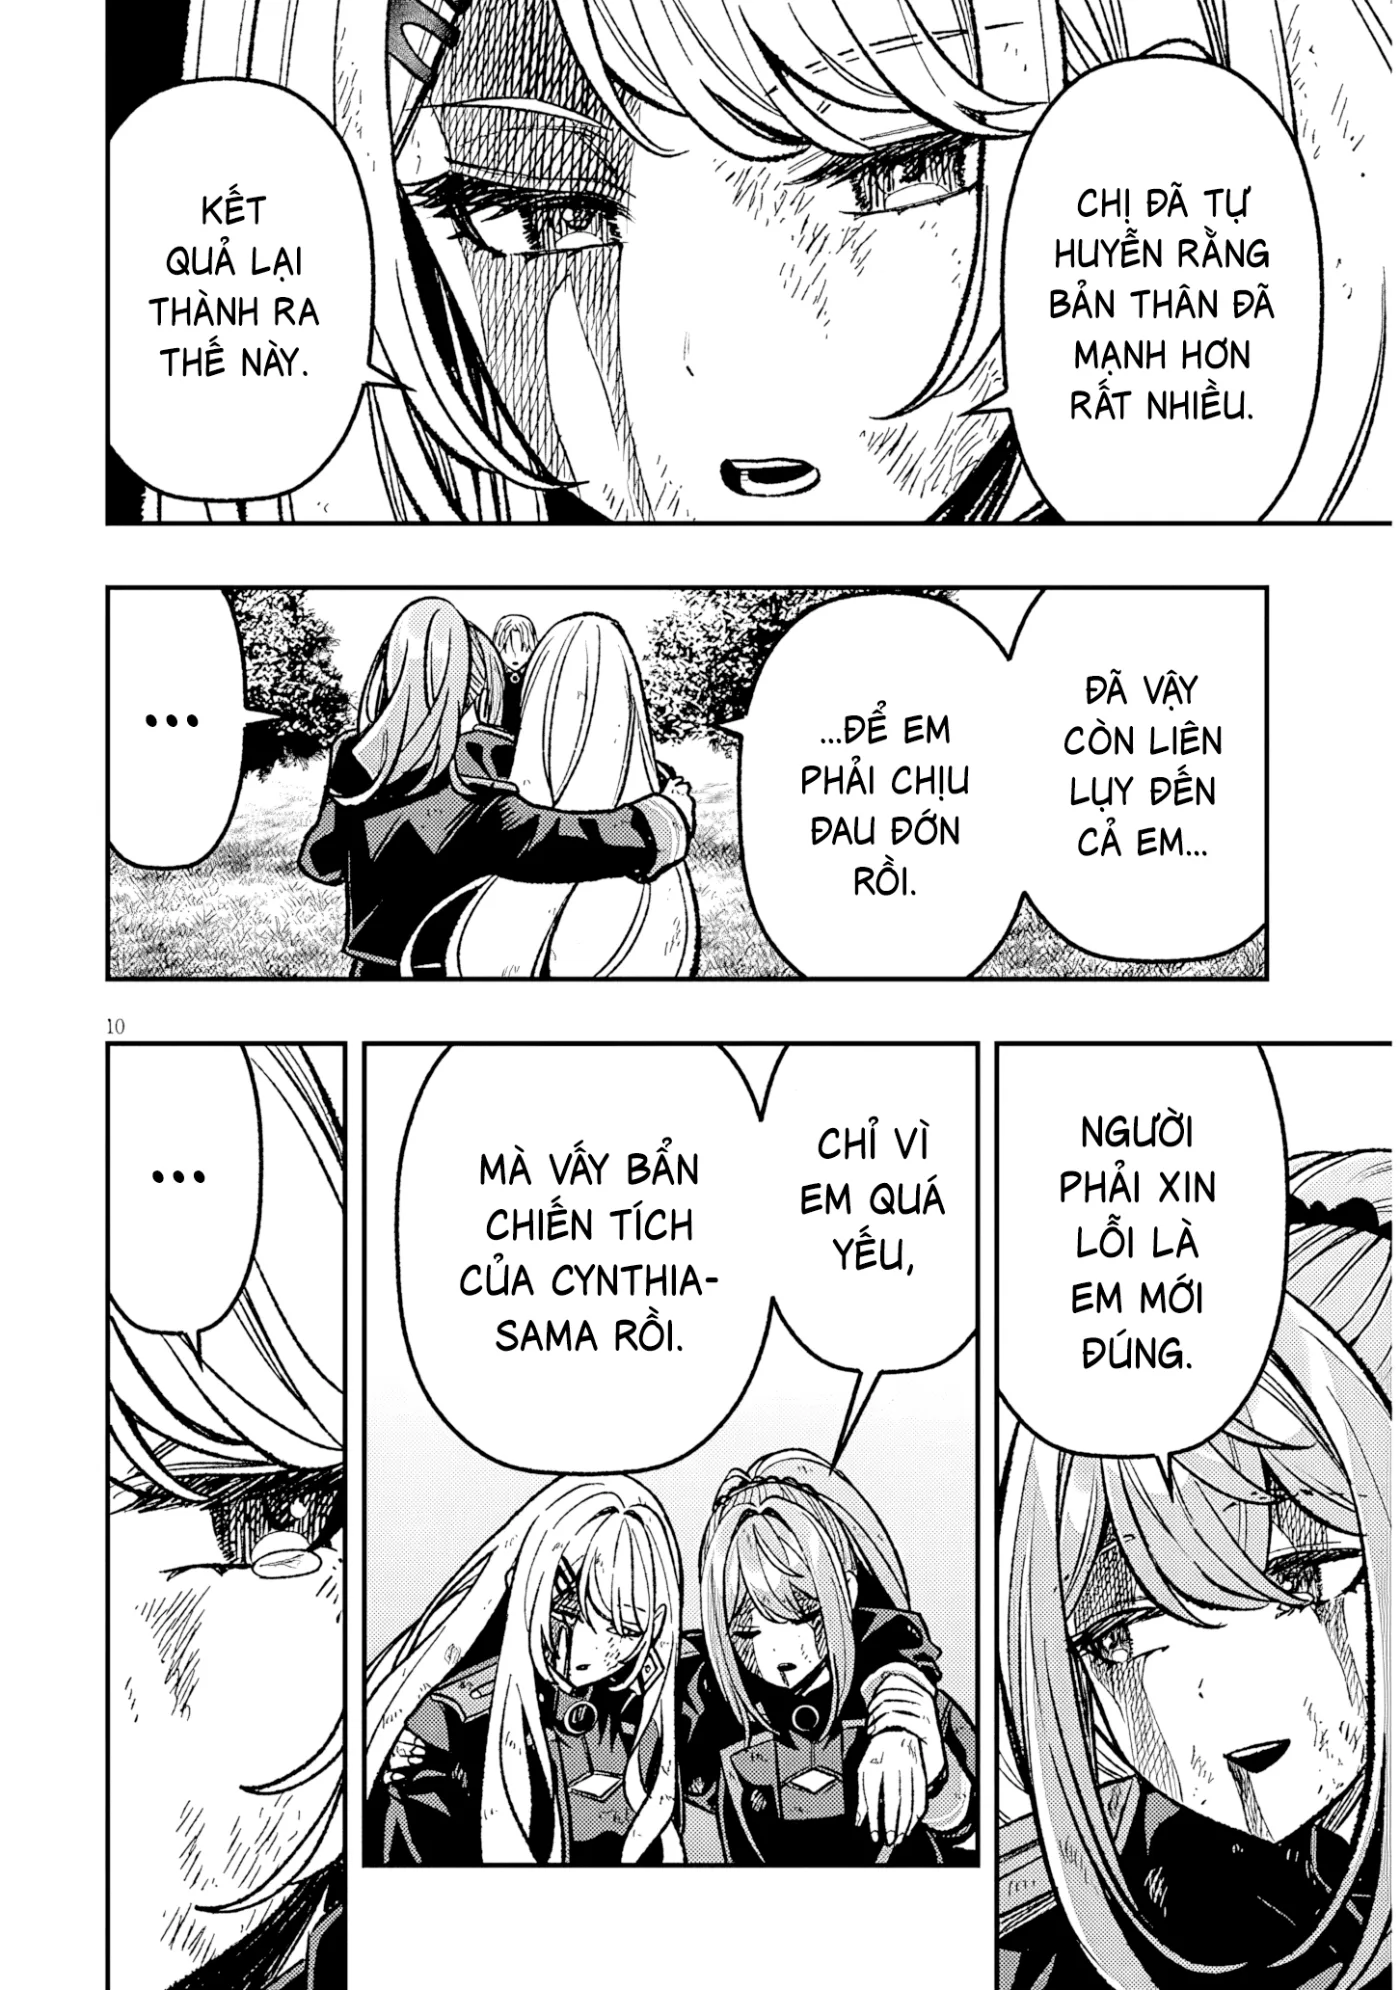 CHỊ ĐÃ TỰ
HUYỄN RẰNG
BẢN THÂN ĐÃ
MẠNH HƠN
RẤT NHIỀU.
KẾT
QUẢ LẠI
THÀNH RA
THẾ NÀY.
ĐÃ VẬY
CÒN LIÊN
LỤY ĐẾN
CẢ EM...
...ĐỂ EM
PHẢI CHỊU
ĐAU ĐỚN
RỒI.
...
10
NGƯỜI
PHẢI XIN
LỖI LÀ
EM MỚI
ĐÚNG.
CHỈ VÌ
EM QUÁ
YẾU,
MÀ VẤY BẨN
CHIẾN TÍCH
CỦA CYNTHIA-
SAMA RỒI.
...